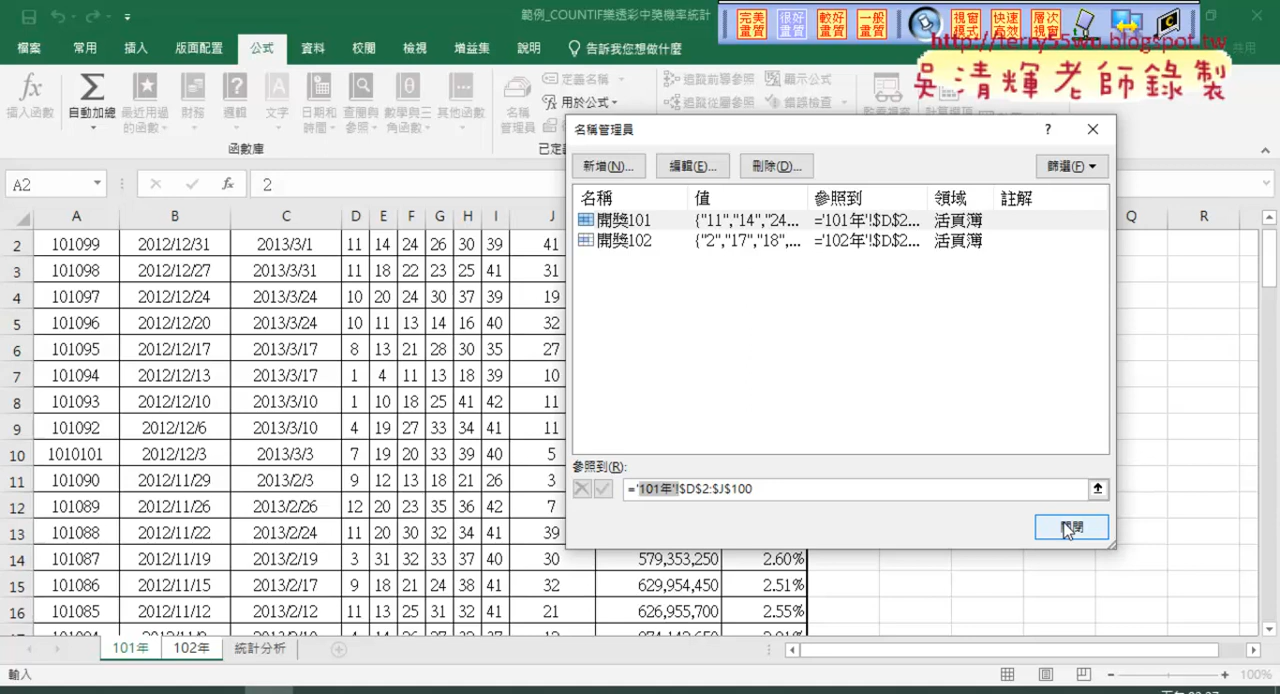 範例_COUNTIF樂透彩中獎機率統計
完美畫質 很好畫質 較好畫質 一般畫質 視窗模式 快速高效 層次視窗
http://terry55wu.blogspot.tw
吳清輝老師錄製
檔案 常用 插入 版面配置 公式 資料 校閱 檢視 增益集 說明 告訴我您想做什麼 共用
插入函數 自動加總 最近用過的函數 財務 邏輯 文字 日期和時間 查閱與參照 數學與三角函數 其他函數 名稱管理員
定義名稱 追蹤前導參照 顯示公式
用於公式 追蹤從屬參照 錯誤檢查
函數庫 已定
A2 fx 2
名稱管理員 ?
新增(N)... 編輯(E)... 刪除(D)... 篩選(F)
名稱 值 參照到 領域 註解
開獎101 {"11","14","24... ='101年'!$D$2... 活頁簿
開獎102 {"2","17","18",... ='102年'!$D$2... 活頁簿
參照到(R):
='101年'!$D$2:$J$100
關閉
A B C D E F G H I J Q R
2 101099 2012/12/31 2013/3/1 11 14 24 26 30 39 41
3 101098 2012/12/27 2013/3/31 11 18 22 23 25 41 31
4 101097 2012/12/24 2013/3/24 10 20 24 30 37 39 19
5 101096 2012/12/20 2013/3/24 10 11 13 14 16 40 32
6 101095 2012/12/17 2013/3/17 8 13 21 28 30 35 27
7 101094 2012/12/13 2013/3/17 1 4 11 13 18 39 10
8 101093 2012/12/10 2013/3/10 1 10 18 25 41 42 11
9 101092 2012/12/6 2013/3/10 4 19 27 33 34 41 11
10 1010101 2012/12/3 2013/3/3 7 19 20 33 39 40 5
11 101090 2012/11/29 2013/2/3 9 12 13 18 21 26 3
12 101089 2012/11/26 2013/2/26 12 20 23 35 36 42 7
13 101088 2012/11/22 2013/2/24 11 20 30 32 34 41 39
14 101087 2012/11/19 2013/2/19 3 31 32 33 37 40 30 579,353,250 2.60%
15 101086 2012/11/15 2013/2/17 9 18 21 24 38 41 32 629,954,450 2.51%
16 101085 2012/11/12 2013/2/12 11 13 25 31 32 41 21 626,955,700 2.55%
101年 102年 統計分析
輸入 100%